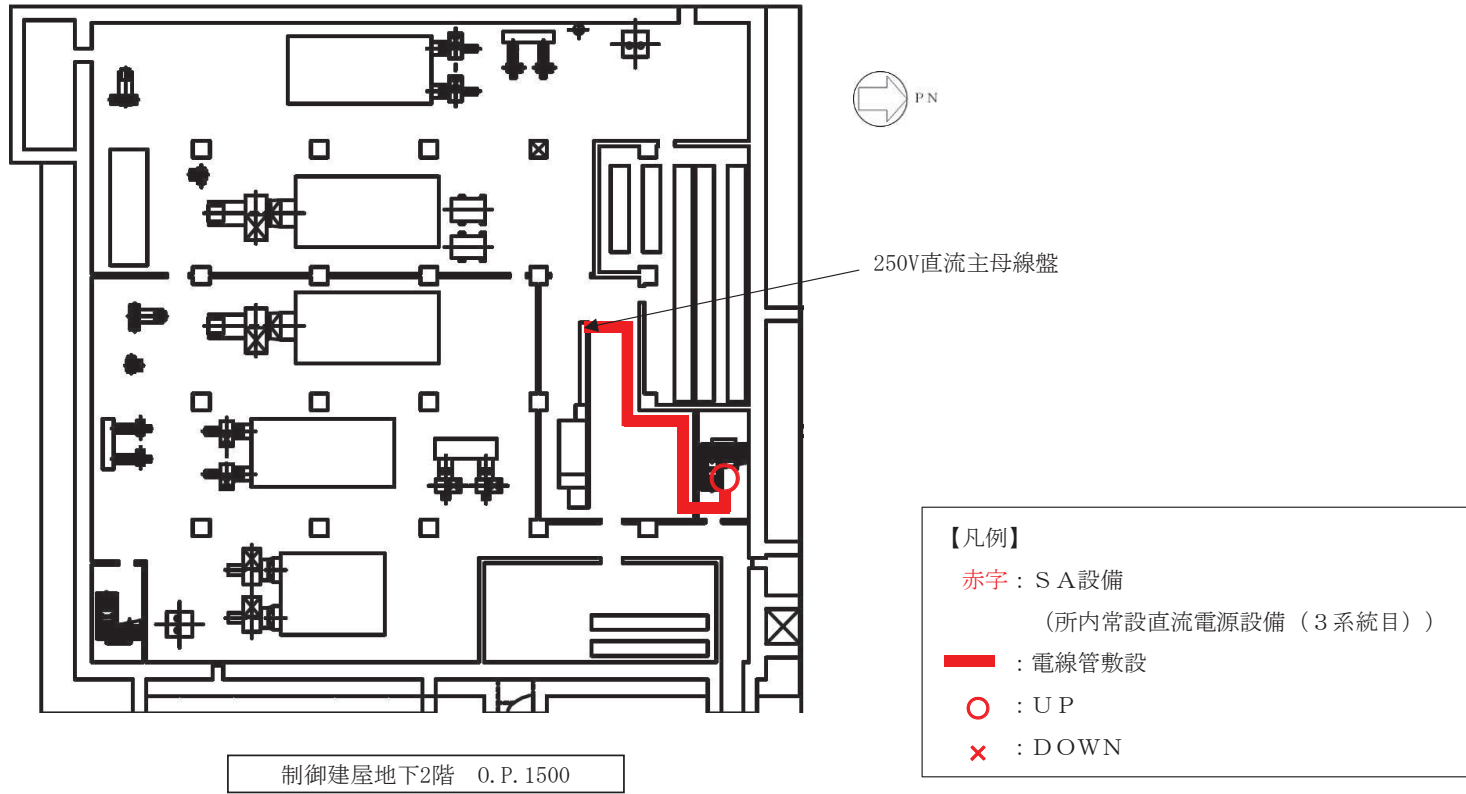 PN
250V直流主母線盤
【凡例】
赤字：ＳＡ設備
（所内常設直流電源設備（３系統目））
：電線管敷設
：ＵＰ
：ＤＯＷＮ
制御建屋地下2階 O.P.1500